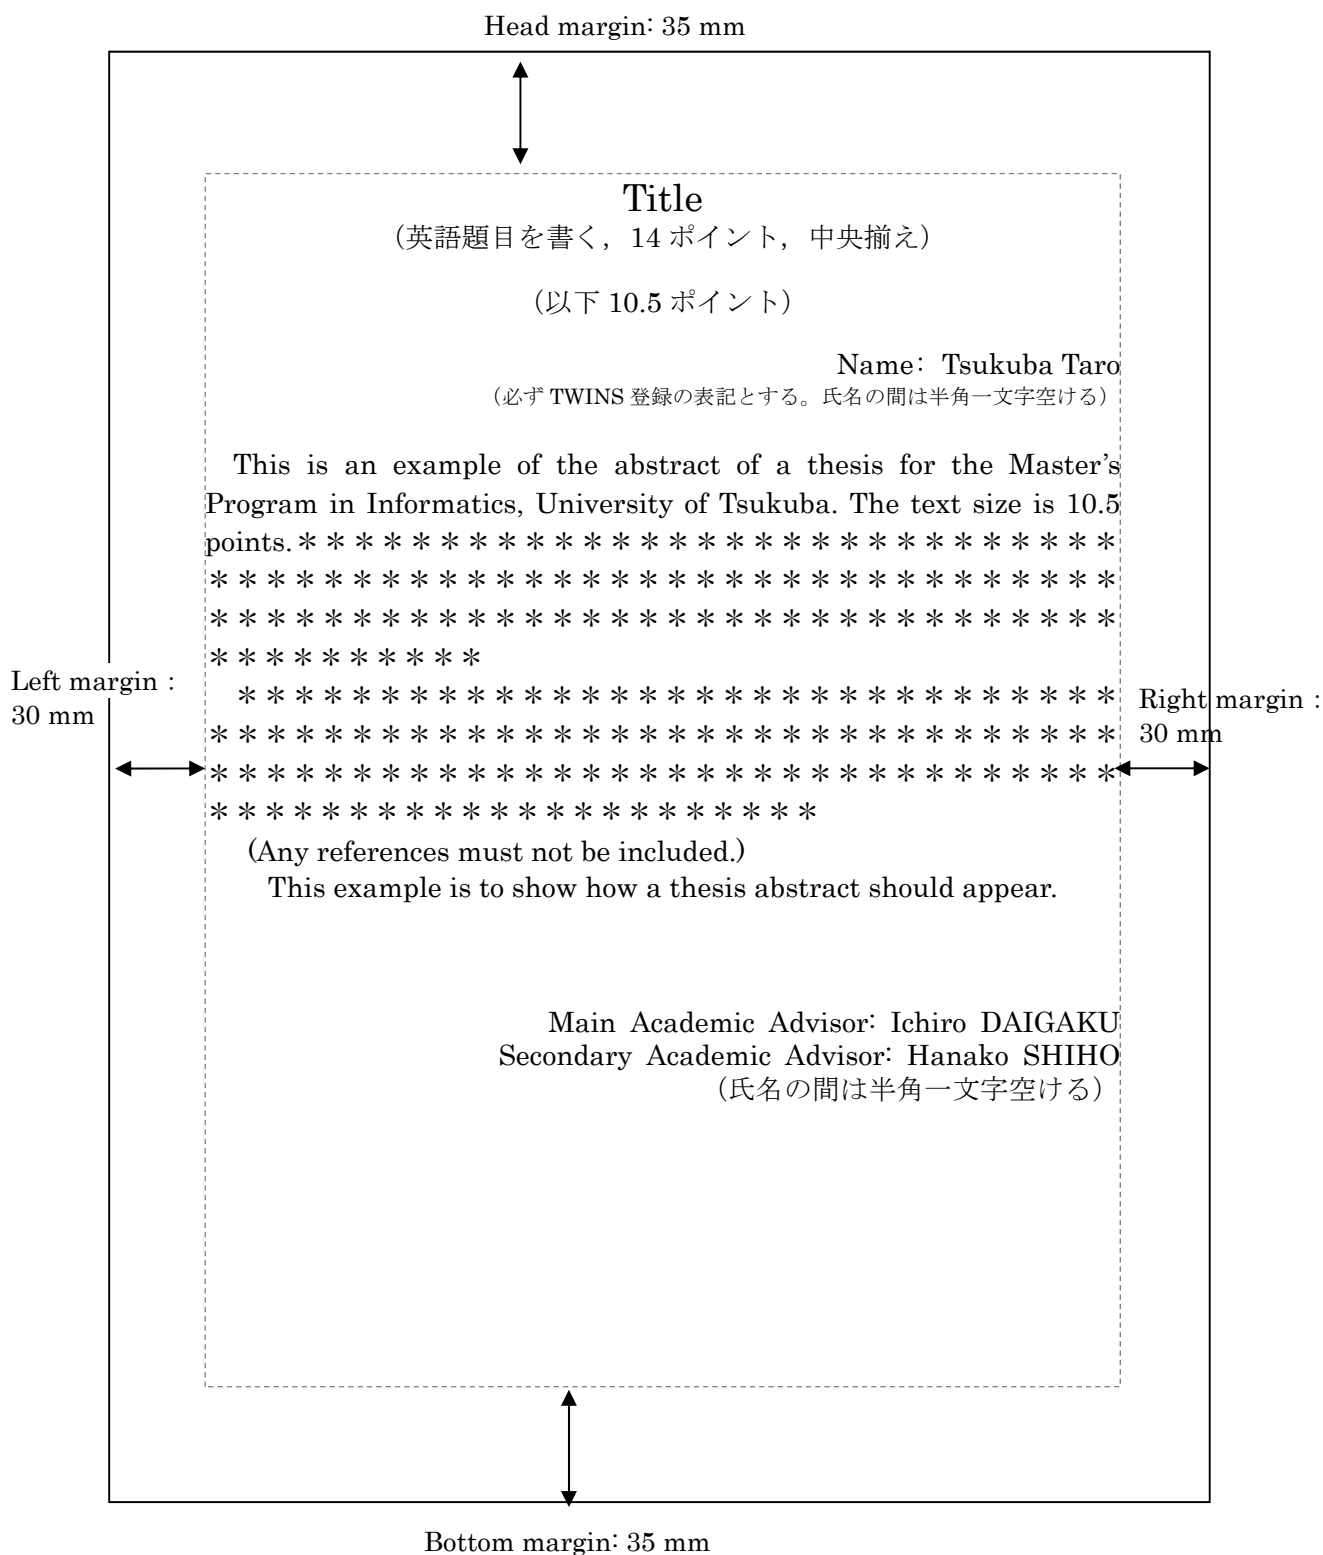 Head margin: 35 mm
Title
（英語題目を書く，14 ポイント，中央揃え）
（以下 10.5 ポイント）
Name： Tsukuba Taro
（必ず TWINS 登録の表記とする。氏名の間は半角一文字空ける）
This is an example of the abstract of a thesis for the Master’s
Program in Informatics, University of Tsukuba. The text size is 10.5
points.＊＊＊＊＊＊＊＊＊＊＊＊＊＊＊＊＊＊＊＊＊＊＊＊＊＊＊＊＊
＊＊＊＊＊＊＊＊＊＊＊＊＊＊＊＊＊＊＊＊＊＊＊＊＊＊＊＊＊＊＊＊
＊＊＊＊＊＊＊＊＊＊＊＊＊＊＊＊＊＊＊＊＊＊＊＊＊＊＊＊＊＊＊＊
＊＊＊＊＊＊＊＊＊＊
Left margin :
30 mm
＊＊＊＊＊＊＊＊＊＊＊＊＊＊＊＊＊＊＊＊＊＊＊＊＊＊＊＊＊＊＊
＊＊＊＊＊＊＊＊＊＊＊＊＊＊＊＊＊＊＊＊＊＊＊＊＊＊＊＊＊＊＊＊
＊＊＊＊＊＊＊＊＊＊＊＊＊＊＊＊＊＊＊＊＊＊＊＊＊＊＊＊＊＊＊＊
＊＊＊＊＊＊＊＊＊＊＊＊＊＊＊＊＊＊＊＊＊＊
Right margin :
30 mm
(Any references must not be included.)
This example is to show how a thesis abstract should appear.
Main Academic Advisor: Ichiro DAIGAKU
Secondary Academic Advisor: Hanako SHIHO
（氏名の間は半角一文字空ける）
Bottom margin: 35 mm